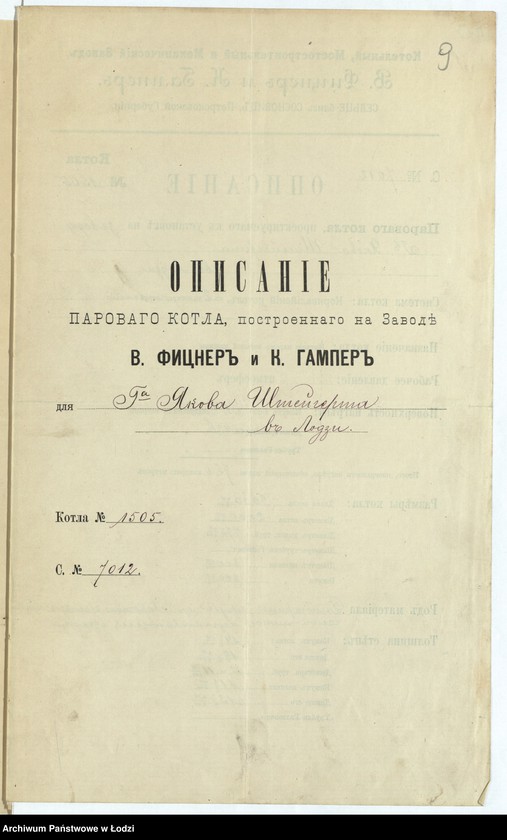 9
ОПИСАНІЕ
ПАРОВАГО КОТЛА, построеннаго на Заводѣ
В. ФИЦНЕРЪ и К. ГАМПЕРЪ
для Гᵃ Якова Штейгерта
въ Лодзи.
Котла № 1505.
С. № 7012.
Archiwum Państwowe w Łodzi